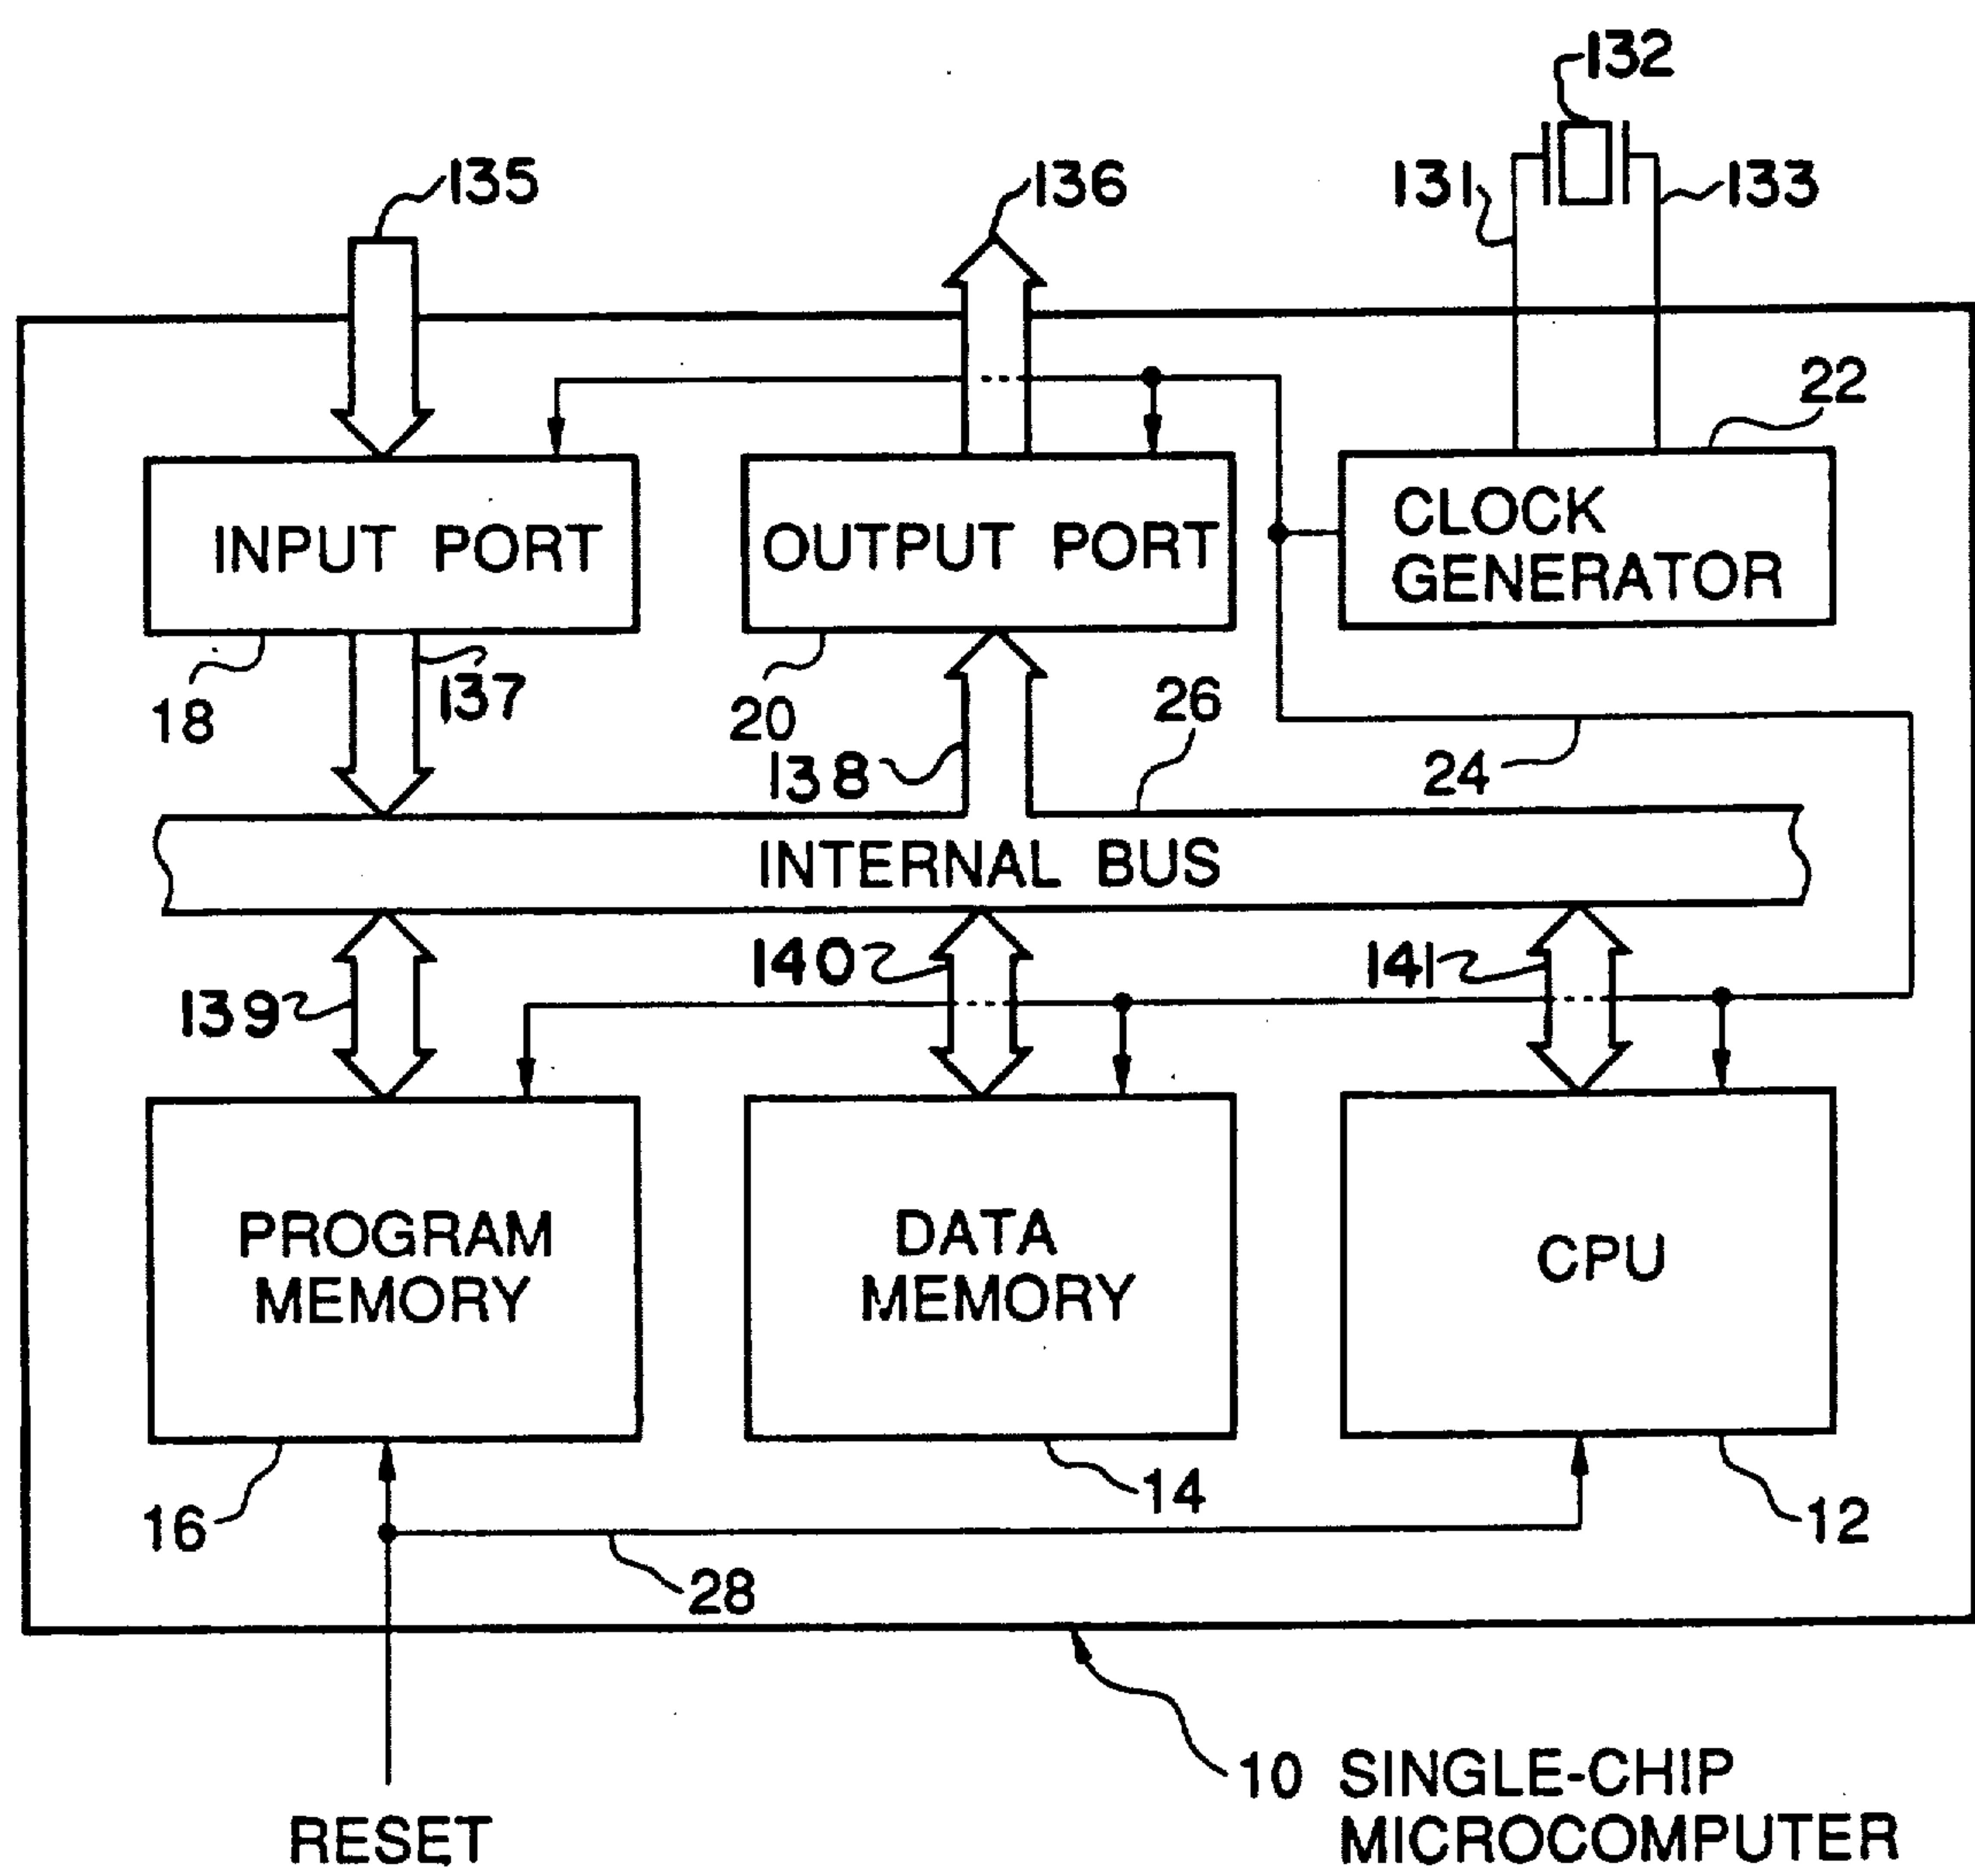 132
135
136
131
133
22
INPUT PORT
OUTPUT PORT
CLOCK
GENERATOR
18
137
20
26
138
24
INTERNAL BUS
139
140
141
PROGRAM
MEMORY
DATA
MEMORY
CPU
16
14
12
28
10 SINGLE-CHIP
MICROCOMPUTER
RESET